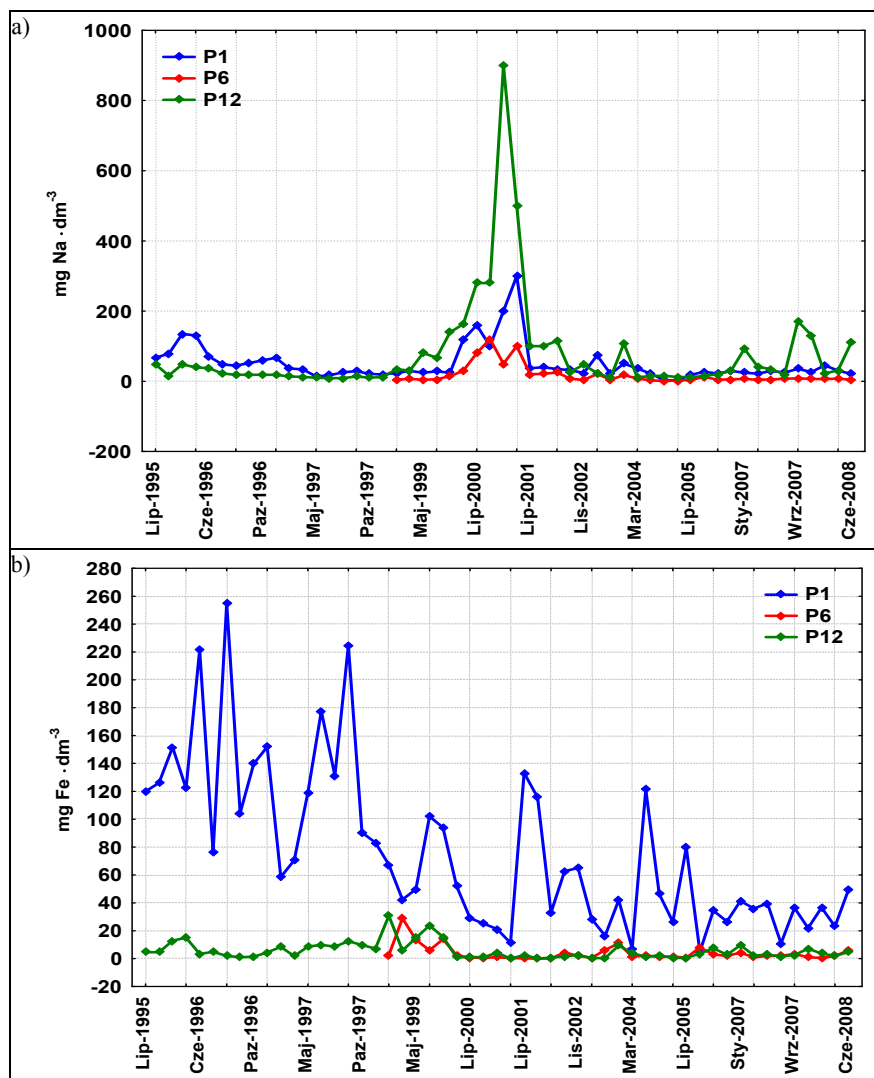 a)
1000
800
600
400
200
0
-200
mg Na · dm⁻³
P1
P6
P12
Lip-1995
Cze-1996
Paz-1996
Maj-1997
Paz-1997
Maj-1999
Lip-2000
Lip-2001
Lis-2002
Mar-2004
Lip-2005
Sty-2007
Wrz-2007
Cze-2008
b)
280
260
240
220
200
180
160
140
120
100
80
60
40
20
0
-20
mg Fe · dm⁻³
P1
P6
P12
Lip-1995
Cze-1996
Paz-1996
Maj-1997
Paz-1997
Maj-1999
Lip-2000
Lip-2001
Lis-2002
Mar-2004
Lip-2005
Sty-2007
Wrz-2007
Cze-2008